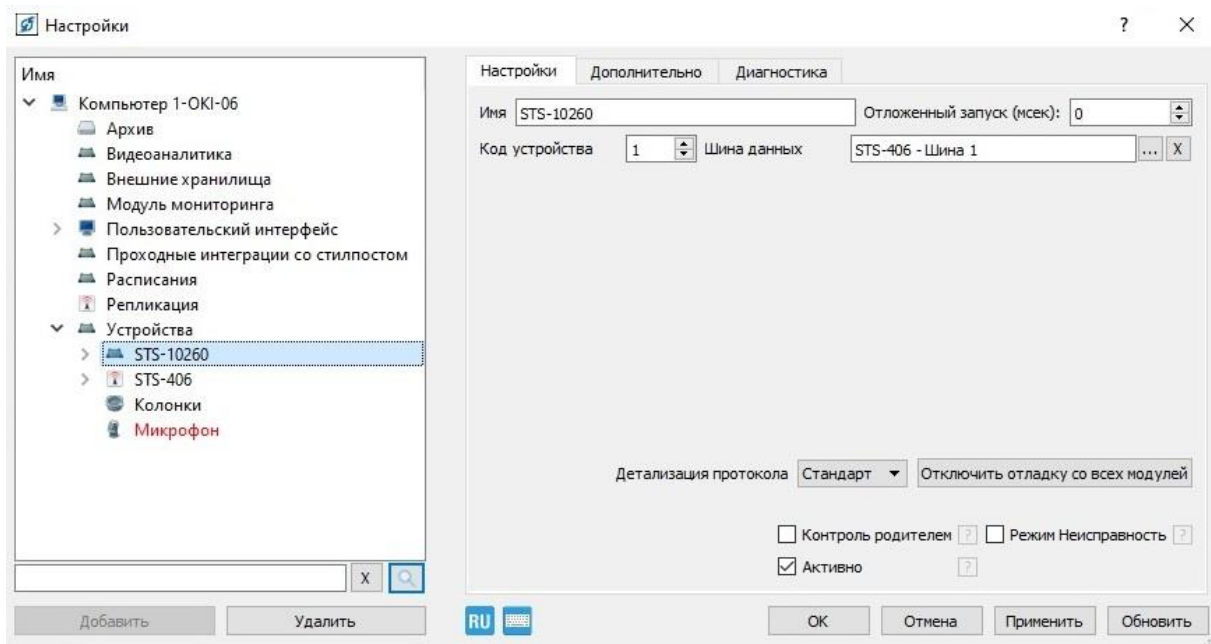 Настройки
?
Имя
Компьютер 1-OKI-06
Архив
Видеоаналитика
Внешние хранилища
Модуль мониторинга
Пользовательский интерфейс
Проходные интеграции со стилпостом
Расписания
Репликация
Устройства
STS-10260
STS-406
Колонки
Микрофон
X
Добавить Удалить
Настройки Дополнительно Диагностика
Имя STS-10260 Отложенный запуск (мсек): 0
Код устройства 1 Шина данных STS-406 - Шина 1 ... X
Детализация протокола Стандарт Отключить отладку со всех модулей
Контроль родителем ? Режим Неисправность ?
Активно ?
RU OK Отмена Применить Обновить